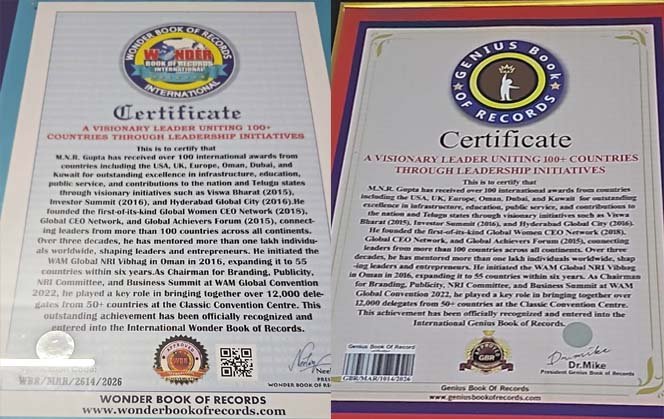 WONDER BOOK OF RECORDS
WONDER
BOOK OF RECORDS
INTERNATIONAL
INTERNATIONAL
Certificate
A VISIONARY LEADER UNITING 100+
COUNTRIES THROUGH LEADERSHIP INITIATIVES
This is to certify that
M.N.R. Gupta has received over 100 international awards from
countries including the USA, UK, Europe, Oman, Dubai, and
Kuwait for outstanding excellence in infrastructure, education,
public service, and contributions to the nation and Telugu states
through visionary initiatives such as Viswa Bharat (2015),
Investor Summit (2016), and Hyderabad Global City (2016).He
founded the first-of-its-kind Global Women CEO Network (2018),
Global CEO Network, and Global Achievers Forum (2015), connect-
ing leaders from more than 100 countries across all continents.
Over three decades, he has mentored more than one lakh individu-
als worldwide, shaping leaders and entrepreneurs. He initiated the
WAM Global NRI Vibhag in Oman in 2016, expanding it to 55
countries within six years.As Chairman for Branding, Publicity,
NRI Committee, and Business Summit at WAM Global Convention
2022, he played a key role in bringing together over 12,000 dele-
gates from 50+ countries at the Classic Convention Centre. This
outstanding achievement has been officially recognized and
entered into the International Wonder Book of Records.
WBR/MAR/2614/2026
APPROVED
WBR
WONDER BOOK OF RECORDS
www.wonderbookofrecords.com
GENIUS Book
OF RECORDS
Certificate
A VISIONARY LEADER UNITING 100+ COUNTRIES
THROUGH LEADERSHIP INITIATIVES
This is to certify that
M.N.R. Gupta has received over 100 international awards from countries
including the USA, UK, Europe, Oman, Dubai, and Kuwait for outstanding
excellence in infrastructure, education, public service, and contributions to
the nation and Telugu states through visionary initiatives such as Viswa
Bharat (2015), Investor Summit (2016), and Hyderabad Global City (2016).
He founded the first-of-its-kind Global Women CEO Network (2018),
Global CEO Network, and Global Achievers Forum (2015), connecting
leaders from more than 100 countries across all continents. Over three
decades, he has mentored more than one lakh individuals worldwide, shap
-ing leaders and entrepreneurs. He initiated the WAM Global NRI Vibhag
in Oman in 2016, expanding it to 55 countries within six years. As Chairman
for Branding, Publicity, NRI Committee, and Business Summit at WAM
Global Convention 2022, he played a key role in bringing together over
12,000 delegates from 50+ countries at the Classic Convention Centre.
This achievement has been officially recognized and entered into the
International Genius Book of Records.
Genius Book Of Records
GBR/MAR/1014/2026
GBR
Dr.mike
Dr.Mike
President Genius Book of Records
Genius Book Of Records
www.geniusbookofrecords.com